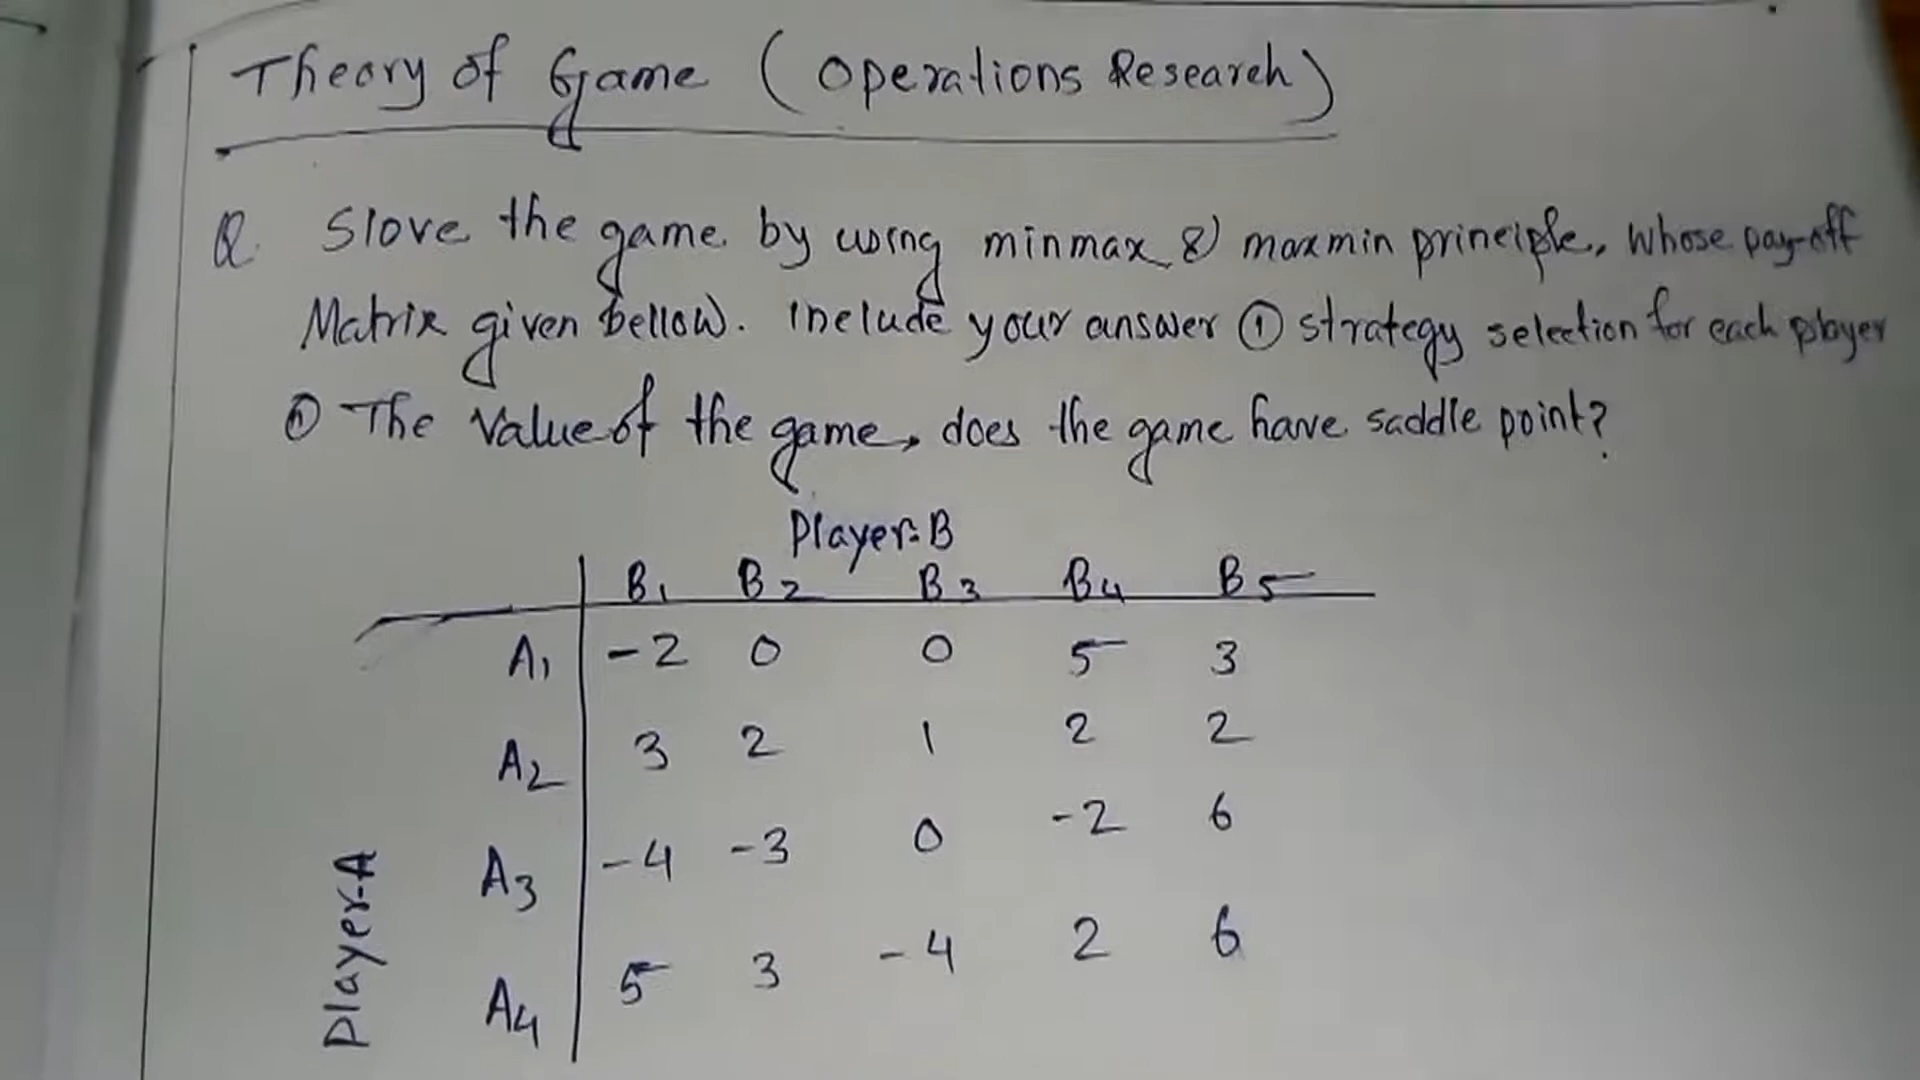 Theory of Game (Operations Research)
Q. Slove the game by using minmax & maxmin principle, whose pay-off
Matrix given bellow. Include your answer ① strategy selection for each player
⑪ The Value of the game, does the game have saddle point?
Player-B
B1 B2 B3 B4 B5
A1 -2 0 0 5 3
A2 3 2 1 2 2
A3 -4 -3 0 -2 6
A4 5 3 -4 2 6
Player-A